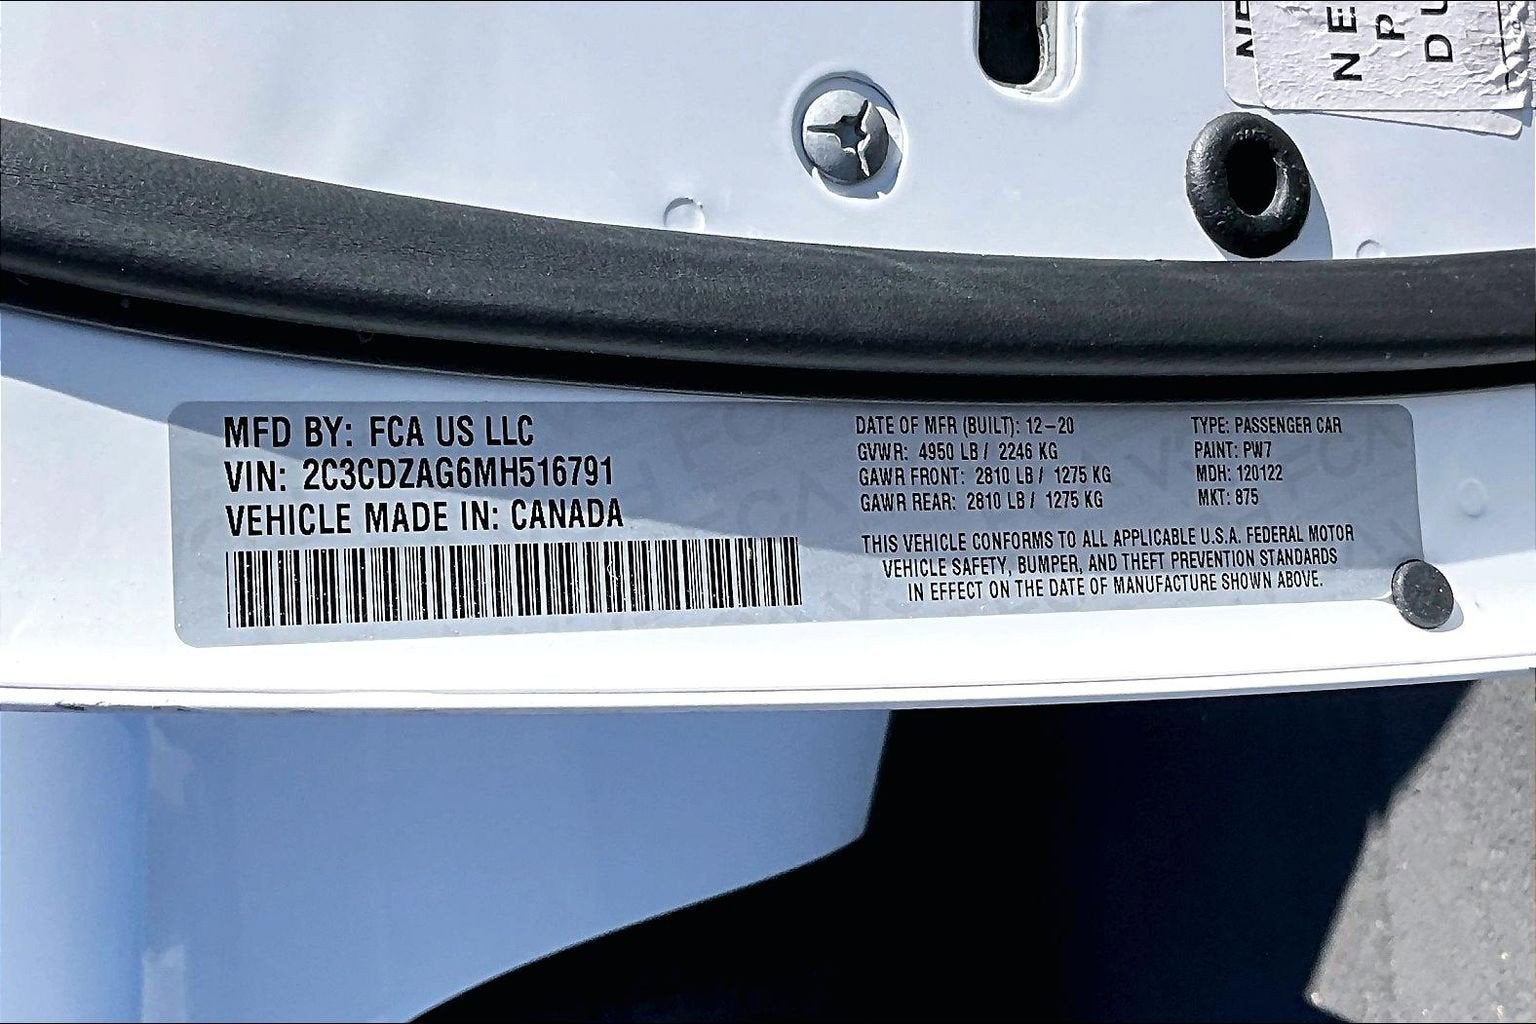 NE
P
DU
MFD BY: FCA US LLC
VIN: 2C3CDZAG6MH516791
VEHICLE MADE IN: CANADA
DATE OF MFR (BUILT): 12-20
GVWR: 4950 LB / 2246 KG
GAWR FRONT: 2810 LB / 1275 KG
GAWR REAR: 2810 LB / 1275 KG
TYPE: PASSENGER CAR
PAINT: PW7
MDH: 120122
MKT: 875
THIS VEHICLE CONFORMS TO ALL APPLICABLE U.S.A. FEDERAL MOTOR
VEHICLE SAFETY, BUMPER, AND THEFT PREVENTION STANDARDS
IN EFFECT ON THE DATE OF MANUFACTURE SHOWN ABOVE.